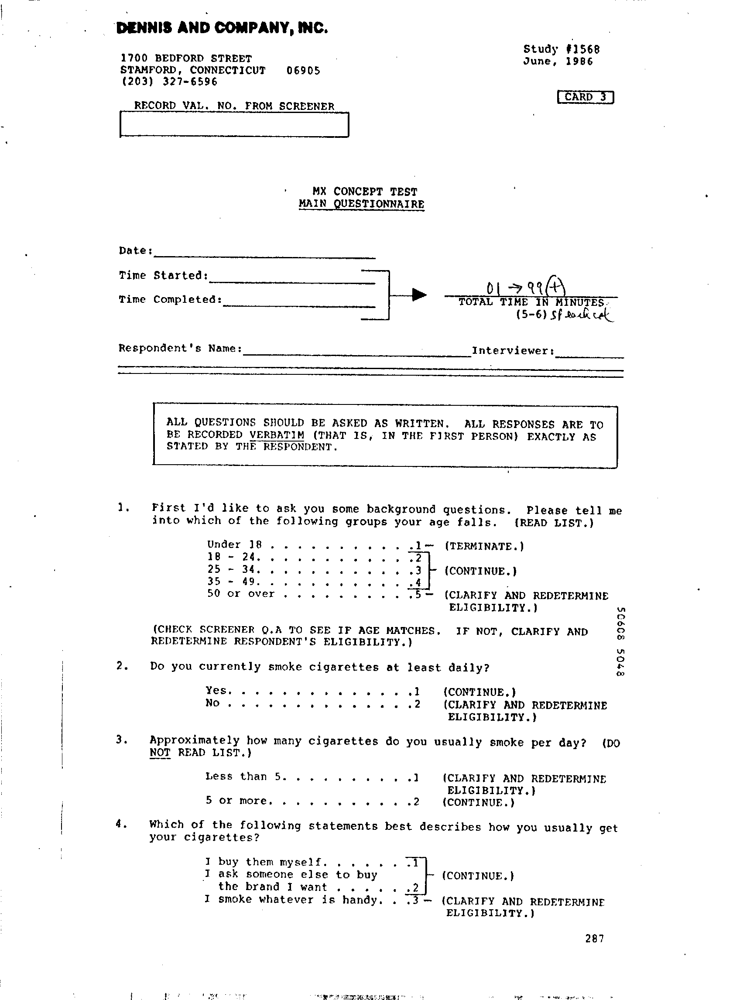 DENNIS AND COMPANY, INC.
1700 BEDFORD STREET
STAMFORD, CONNECTICUT 06905
(203) 327-6596
Study #1568
June, 1986
CARD 3
RECORD VAL. NO. FROM SCREENER
MX CONCEPT TEST
MAIN QUESTIONNAIRE
Date:
Time Started:
Time Completed:
01 → 99(+)
TOTAL TIME IN MINUTES
(5-6)
Respondent's Name: Interviewer:
ALL QUESTIONS SHOULD BE ASKED AS WRITTEN. ALL RESPONSES ARE TO
BE RECORDED VERBATIM (THAT IS, IN THE FIRST PERSON) EXACTLY AS
STATED BY THE RESPONDENT.
1. First I'd like to ask you some background questions. Please tell me
into which of the following groups your age falls. (READ LIST.)
Under 18 . . . . . . . . . . .1 — (TERMINATE.)
18 - 24. . . . . . . . . . . .2
25 - 34. . . . . . . . . . . .3 (CONTINUE.)
35 - 49. . . . . . . . . . . .4
50 or over . . . . . . . . . .5 — (CLARIFY AND REDETERMINE
ELIGIBILITY.)
(CHECK SCREENER Q.A TO SEE IF AGE MATCHES. IF NOT, CLARIFY AND
REDETERMINE RESPONDENT'S ELIGIBILITY.)
2. Do you currently smoke cigarettes at least daily?
Yes. . . . . . . . . . . . . .1 (CONTINUE.)
No . . . . . . . . . . . . . .2 (CLARIFY AND REDETERMINE
ELIGIBILITY.)
3. Approximately how many cigarettes do you usually smoke per day? (DO
NOT READ LIST.)
Less than 5. . . . . . . . . .1 (CLARIFY AND REDETERMINE
ELIGIBILITY.)
5 or more. . . . . . . . . . .2 (CONTINUE.)
4. Which of the following statements best describes how you usually get
your cigarettes?
I buy them myself. . . . . . .1
I ask someone else to buy (CONTINUE.)
the brand I want . . . . . .2
I smoke whatever is handy. . .3 — (CLARIFY AND REDETERMINE
ELIGIBILITY.)
50608 5048
287